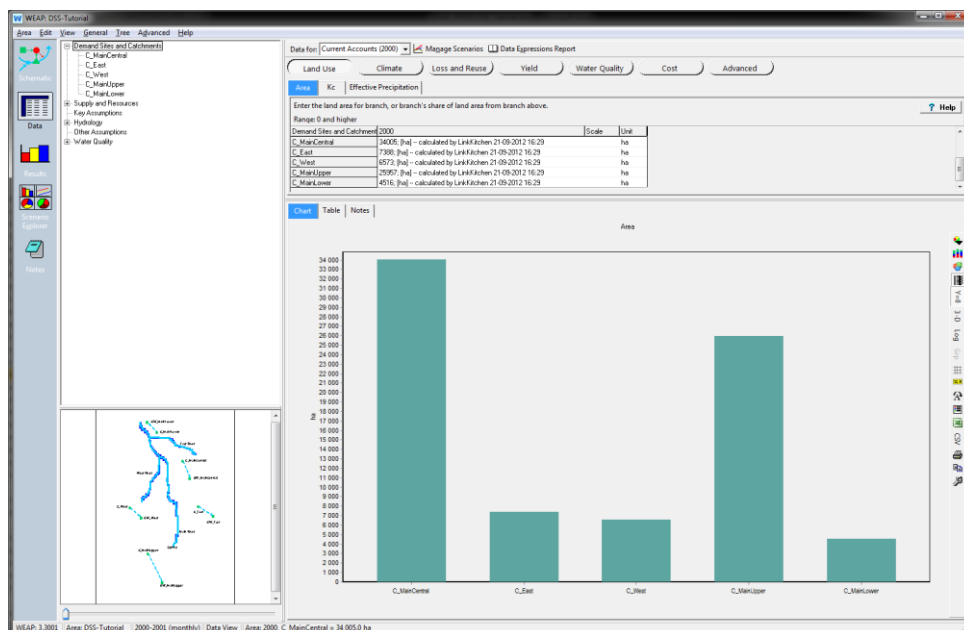 WEAP: DSS-Tutorial
Area Edit View General Tree Advanced Help
Schematic
Data
Results
Scenario
Explorer
Notes
Demand Sites and Catchments
C_MainCentral
C_East
C_West
C_MainUpper
C_MainLower
Supply and Resources
Key Assumptions
Hydrology
Other Assumptions
Water Quality
Data for: Current Accounts (2000) Magage Scenarios Data Expressions Report
Land Use Climate Loss and Reuse Yield Water Quality Cost Advanced
Area Kc Effective Precipitation
Enter the land area for branch, or branch's share of land area from branch above.
Range: 0 and higher
? Help
Demand Sites and Catchment 2000 Scale Unit
C_MainCentral 34005; [ha] -- calculated by LinkKitchen 21-09-2012 16:29 ha
C_East 7388; [ha] -- calculated by LinkKitchen 21-09-2012 16:29 ha
C_West 6573; [ha] -- calculated by LinkKitchen 21-09-2012 16:29 ha
C_MainUpper 25957; [ha] -- calculated by LinkKitchen 21-09-2012 16:29 ha
C_MainLower 4516; [ha] -- calculated by LinkKitchen 21-09-2012 16:29 ha
Chart Table Notes
Area
34 000
33 000
32 000
31 000
30 000
29 000
28 000
27 000
26 000
25 000
24 000
23 000
22 000
21 000
20 000
19 000
18 000
17 000
16 000
15 000
14 000
13 000
12 000
11 000
10 000
9 000
8 000
7 000
6 000
5 000
4 000
3 000
2 000
1 000
0
ha
C_MainCentral C_East C_West C_MainUpper C_MainLower
Y=0
3-D
Log
Grp
CSV
WEAP: 3.3001 Area: DSS-Tutorial 2000-2001 (monthly) Data View Area: 2000, C_MainCentral = 34 005.0 ha